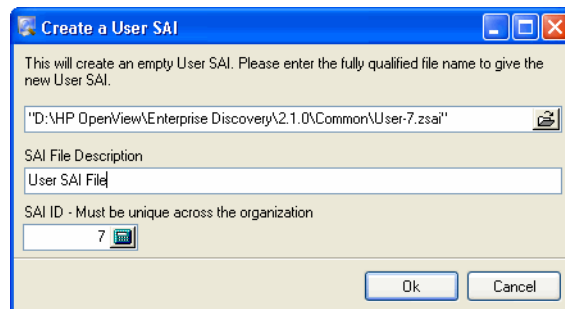 Create a User SAI
This will create an empty User SAI. Please enter the fully qualified file name to give the
new User SAI.
"D:\HP OpenView\Enterprise Discovery\2.1.0\Common\User-7.zsai"
SAI File Description
User SAI File
SAI ID - Must be unique across the organization
7
Ok Cancel